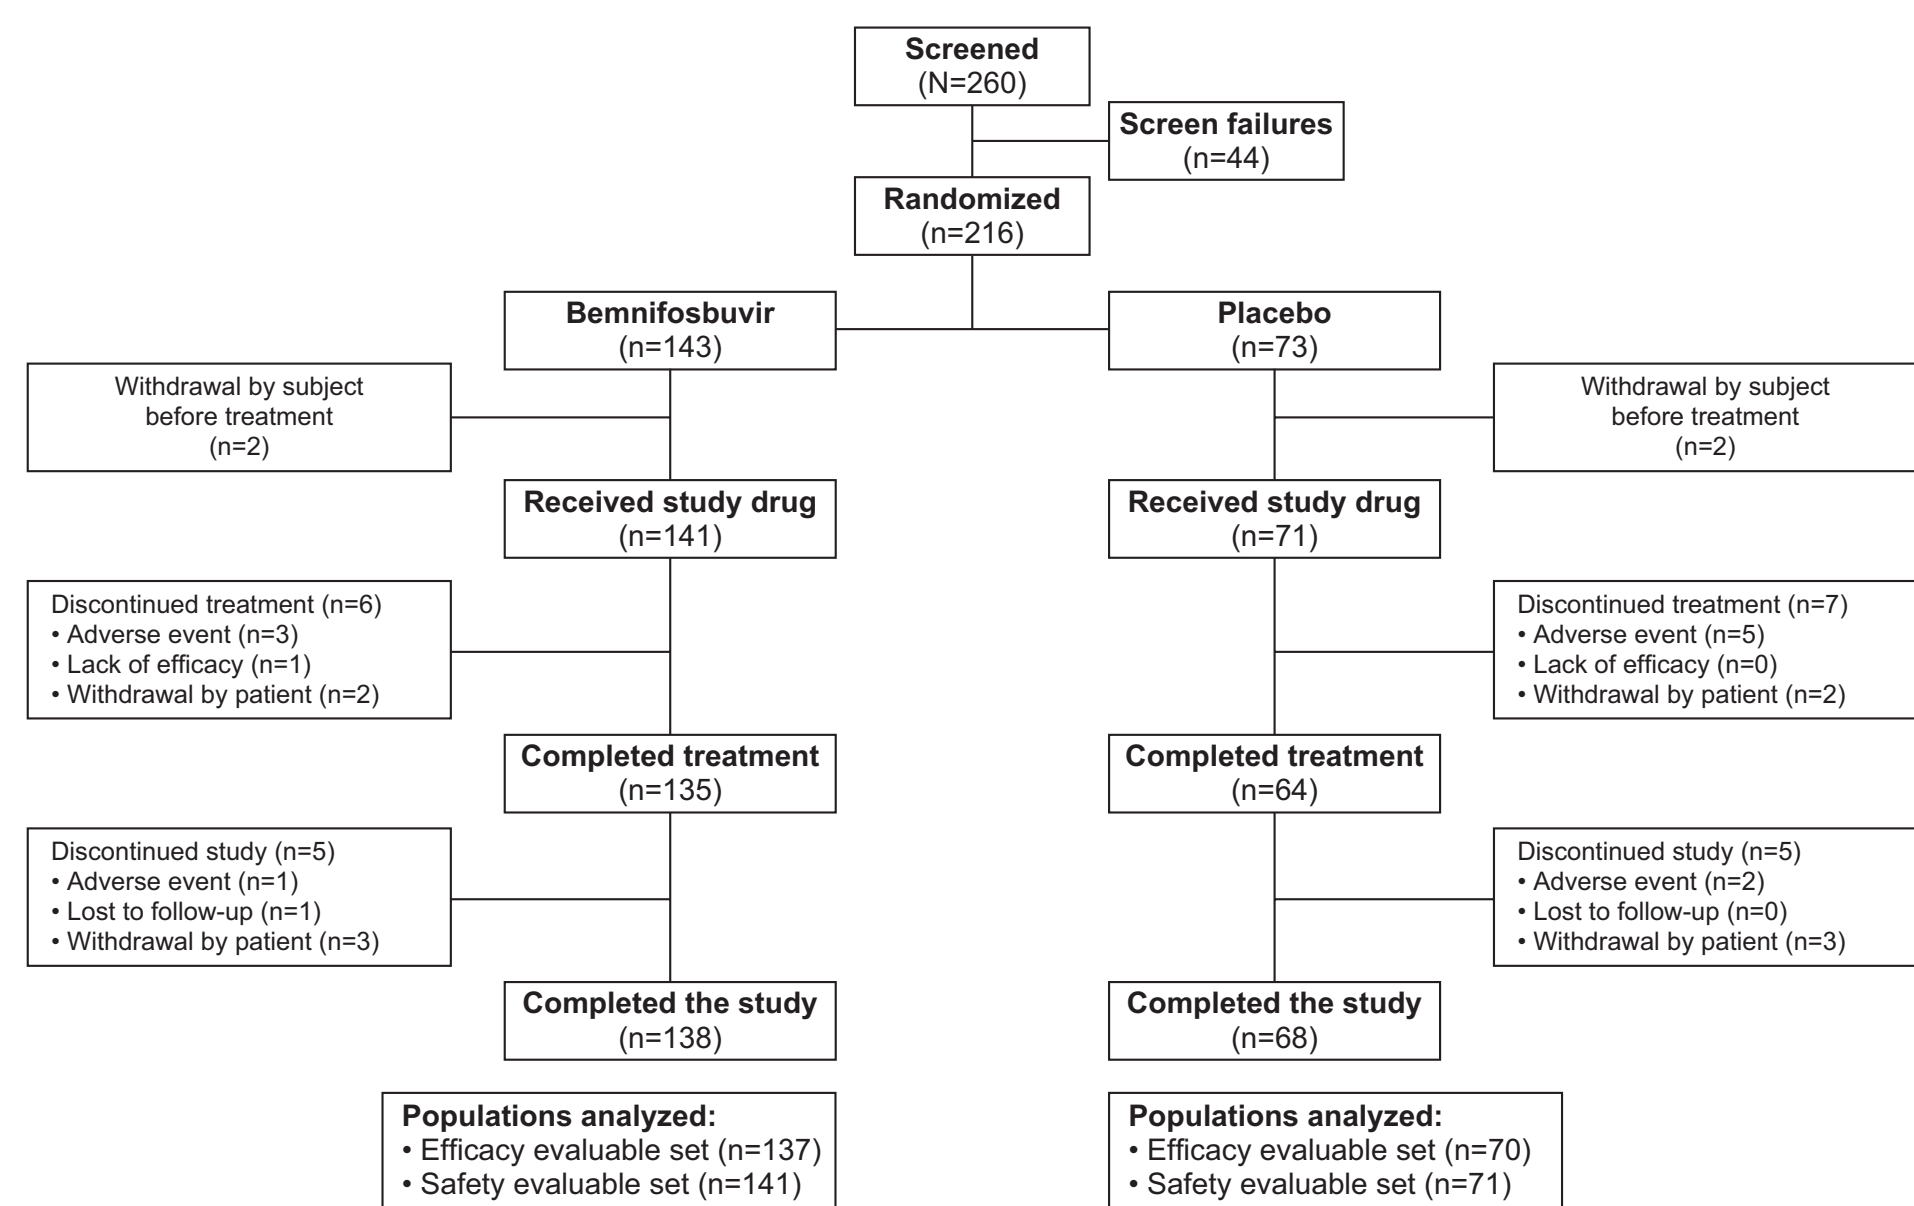 Screened
(N=260)
Screen failures
(n=44)
Randomized
(n=216)
Bemnifosbuvir
(n=143)
Placebo
(n=73)
Withdrawal by subject
before treatment
(n=2)
Withdrawal by subject
before treatment
(n=2)
Received study drug
(n=141)
Received study drug
(n=71)
Discontinued treatment (n=6)
• Adverse event (n=3)
• Lack of efficacy (n=1)
• Withdrawal by patient (n=2)
Discontinued treatment (n=7)
• Adverse event (n=5)
• Lack of efficacy (n=0)
• Withdrawal by patient (n=2)
Completed treatment
(n=135)
Completed treatment
(n=64)
Discontinued study (n=5)
• Adverse event (n=1)
• Lost to follow-up (n=1)
• Withdrawal by patient (n=3)
Discontinued study (n=5)
• Adverse event (n=2)
• Lost to follow-up (n=0)
• Withdrawal by patient (n=3)
Completed the study
(n=138)
Completed the study
(n=68)
Populations analyzed:
• Efficacy evaluable set (n=137)
• Safety evaluable set (n=141)
Populations analyzed:
• Efficacy evaluable set (n=70)
• Safety evaluable set (n=71)